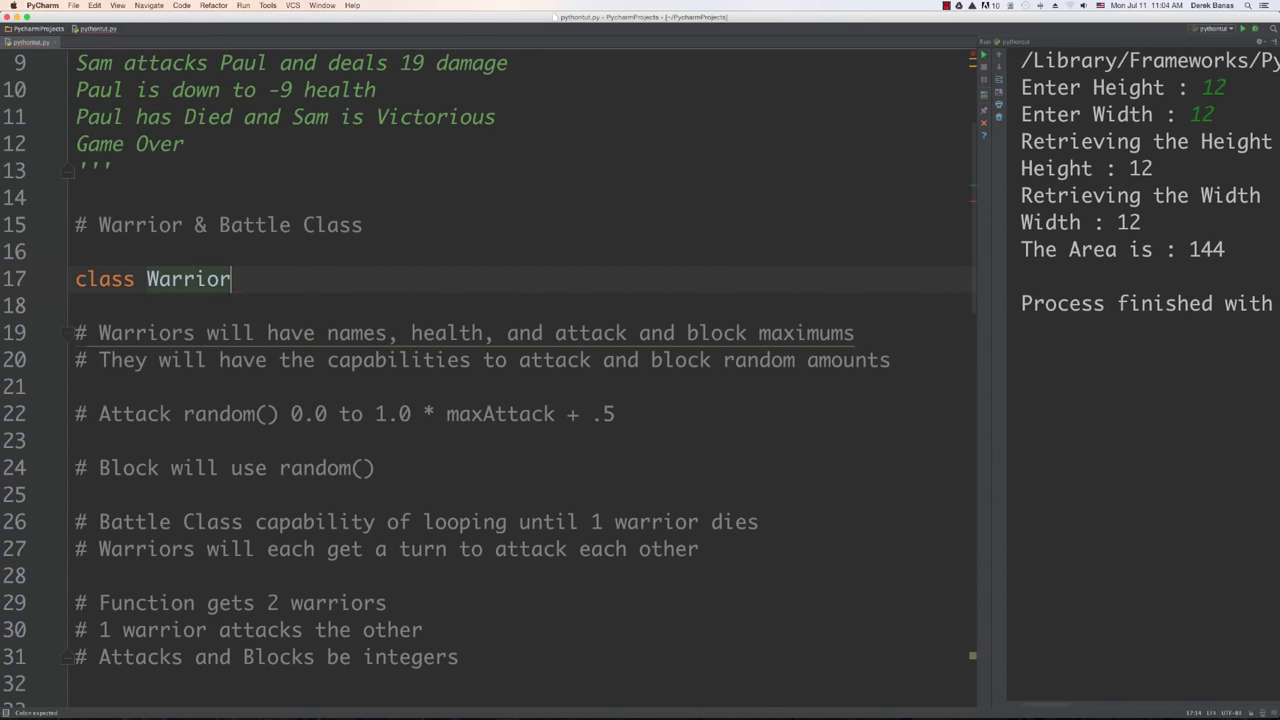 PyCharm File Edit View Navigate Code Refactor Run Tools VCS Window Help
10 Mon Jul 11 11:04 AM Derek Banas
pythontut.py - PycharmProjects - [~/PycharmProjects]
PycharmProjects pythontut.py pythontut
pythontut.py
Run pythontut
9 Sam attacks Paul and deals 19 damage
10 Paul is down to -9 health
11 Paul has Died and Sam is Victorious
12 Game Over
13 '''
14
15 # Warrior & Battle Class
16
17 class Warrior
18
19 # Warriors will have names, health, and attack and block maximums
20 # They will have the capabilities to attack and block random amounts
21
22 # Attack random() 0.0 to 1.0 * maxAttack + .5
23
24 # Block will use random()
25
26 # Battle Class capability of looping until 1 warrior dies
27 # Warriors will each get a turn to attack each other
28
29 # Function gets 2 warriors
30 # 1 warrior attacks the other
31 # Attacks and Blocks be integers
32
/Library/Frameworks/Py
Enter Height : 12
Enter Width : 12
Retrieving the Height
Height : 12
Retrieving the Width
Width : 12
The Area is : 144
Process finished with
Colon expected
17:14 LF÷ UTF-8÷